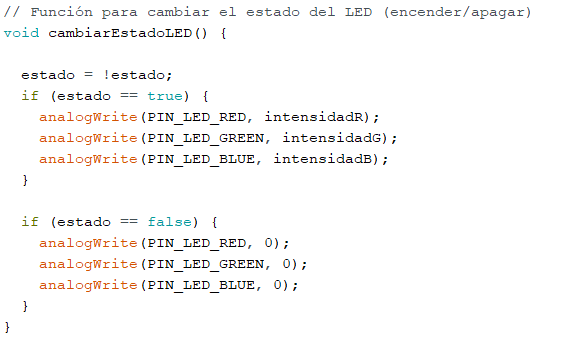 // Función para cambiar el estado del LED (encender/apagar)
void cambiarEstadoLED() {

  estado = !estado;
  if (estado == true) {
    analogWrite(PIN_LED_RED, intensidadR);
    analogWrite(PIN_LED_GREEN, intensidadG);
    analogWrite(PIN_LED_BLUE, intensidadB);
  }

  if (estado == false) {
    analogWrite(PIN_LED_RED, 0);
    analogWrite(PIN_LED_GREEN, 0);
    analogWrite(PIN_LED_BLUE, 0);
  }
}